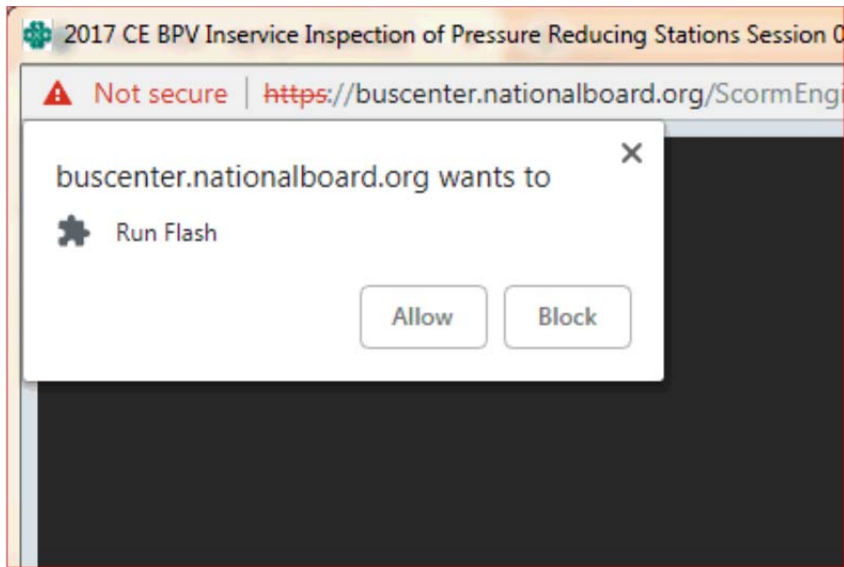 2017 CE BPV Inservice Inspection of Pressure Reducing Stations Session 0
Not secure | https://buscenter.nationalboard.org/ScormEngi
buscenter.nationalboard.org wants to
Run Flash
Allow Block